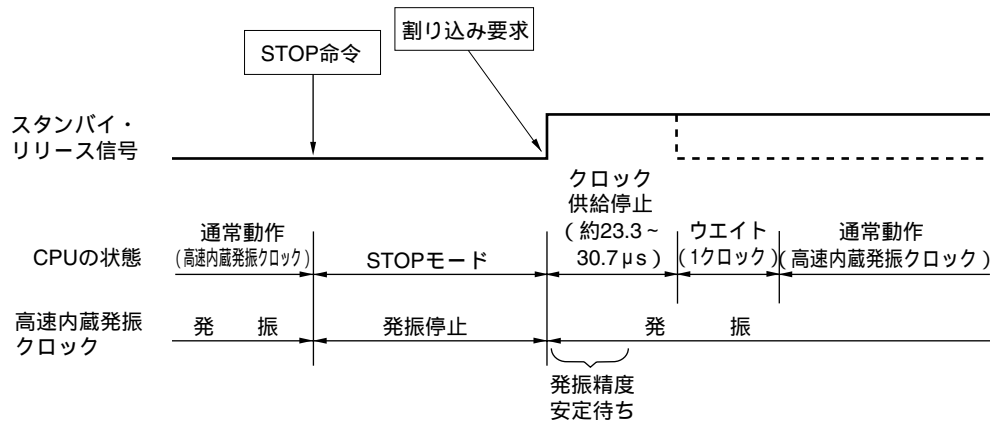 割り込み要求
STOP命令
スタンバイ・
リリース信号
クロック
供給停止
（約23.3～
30.7μs）
CPUの状態
通常動作
（高速内蔵発振クロック）
STOPモード
ウエイト
（1クロック）
通常動作
（高速内蔵発振クロック）
高速内蔵発振
クロック
発　振
発振停止
発　振
発振精度
安定待ち